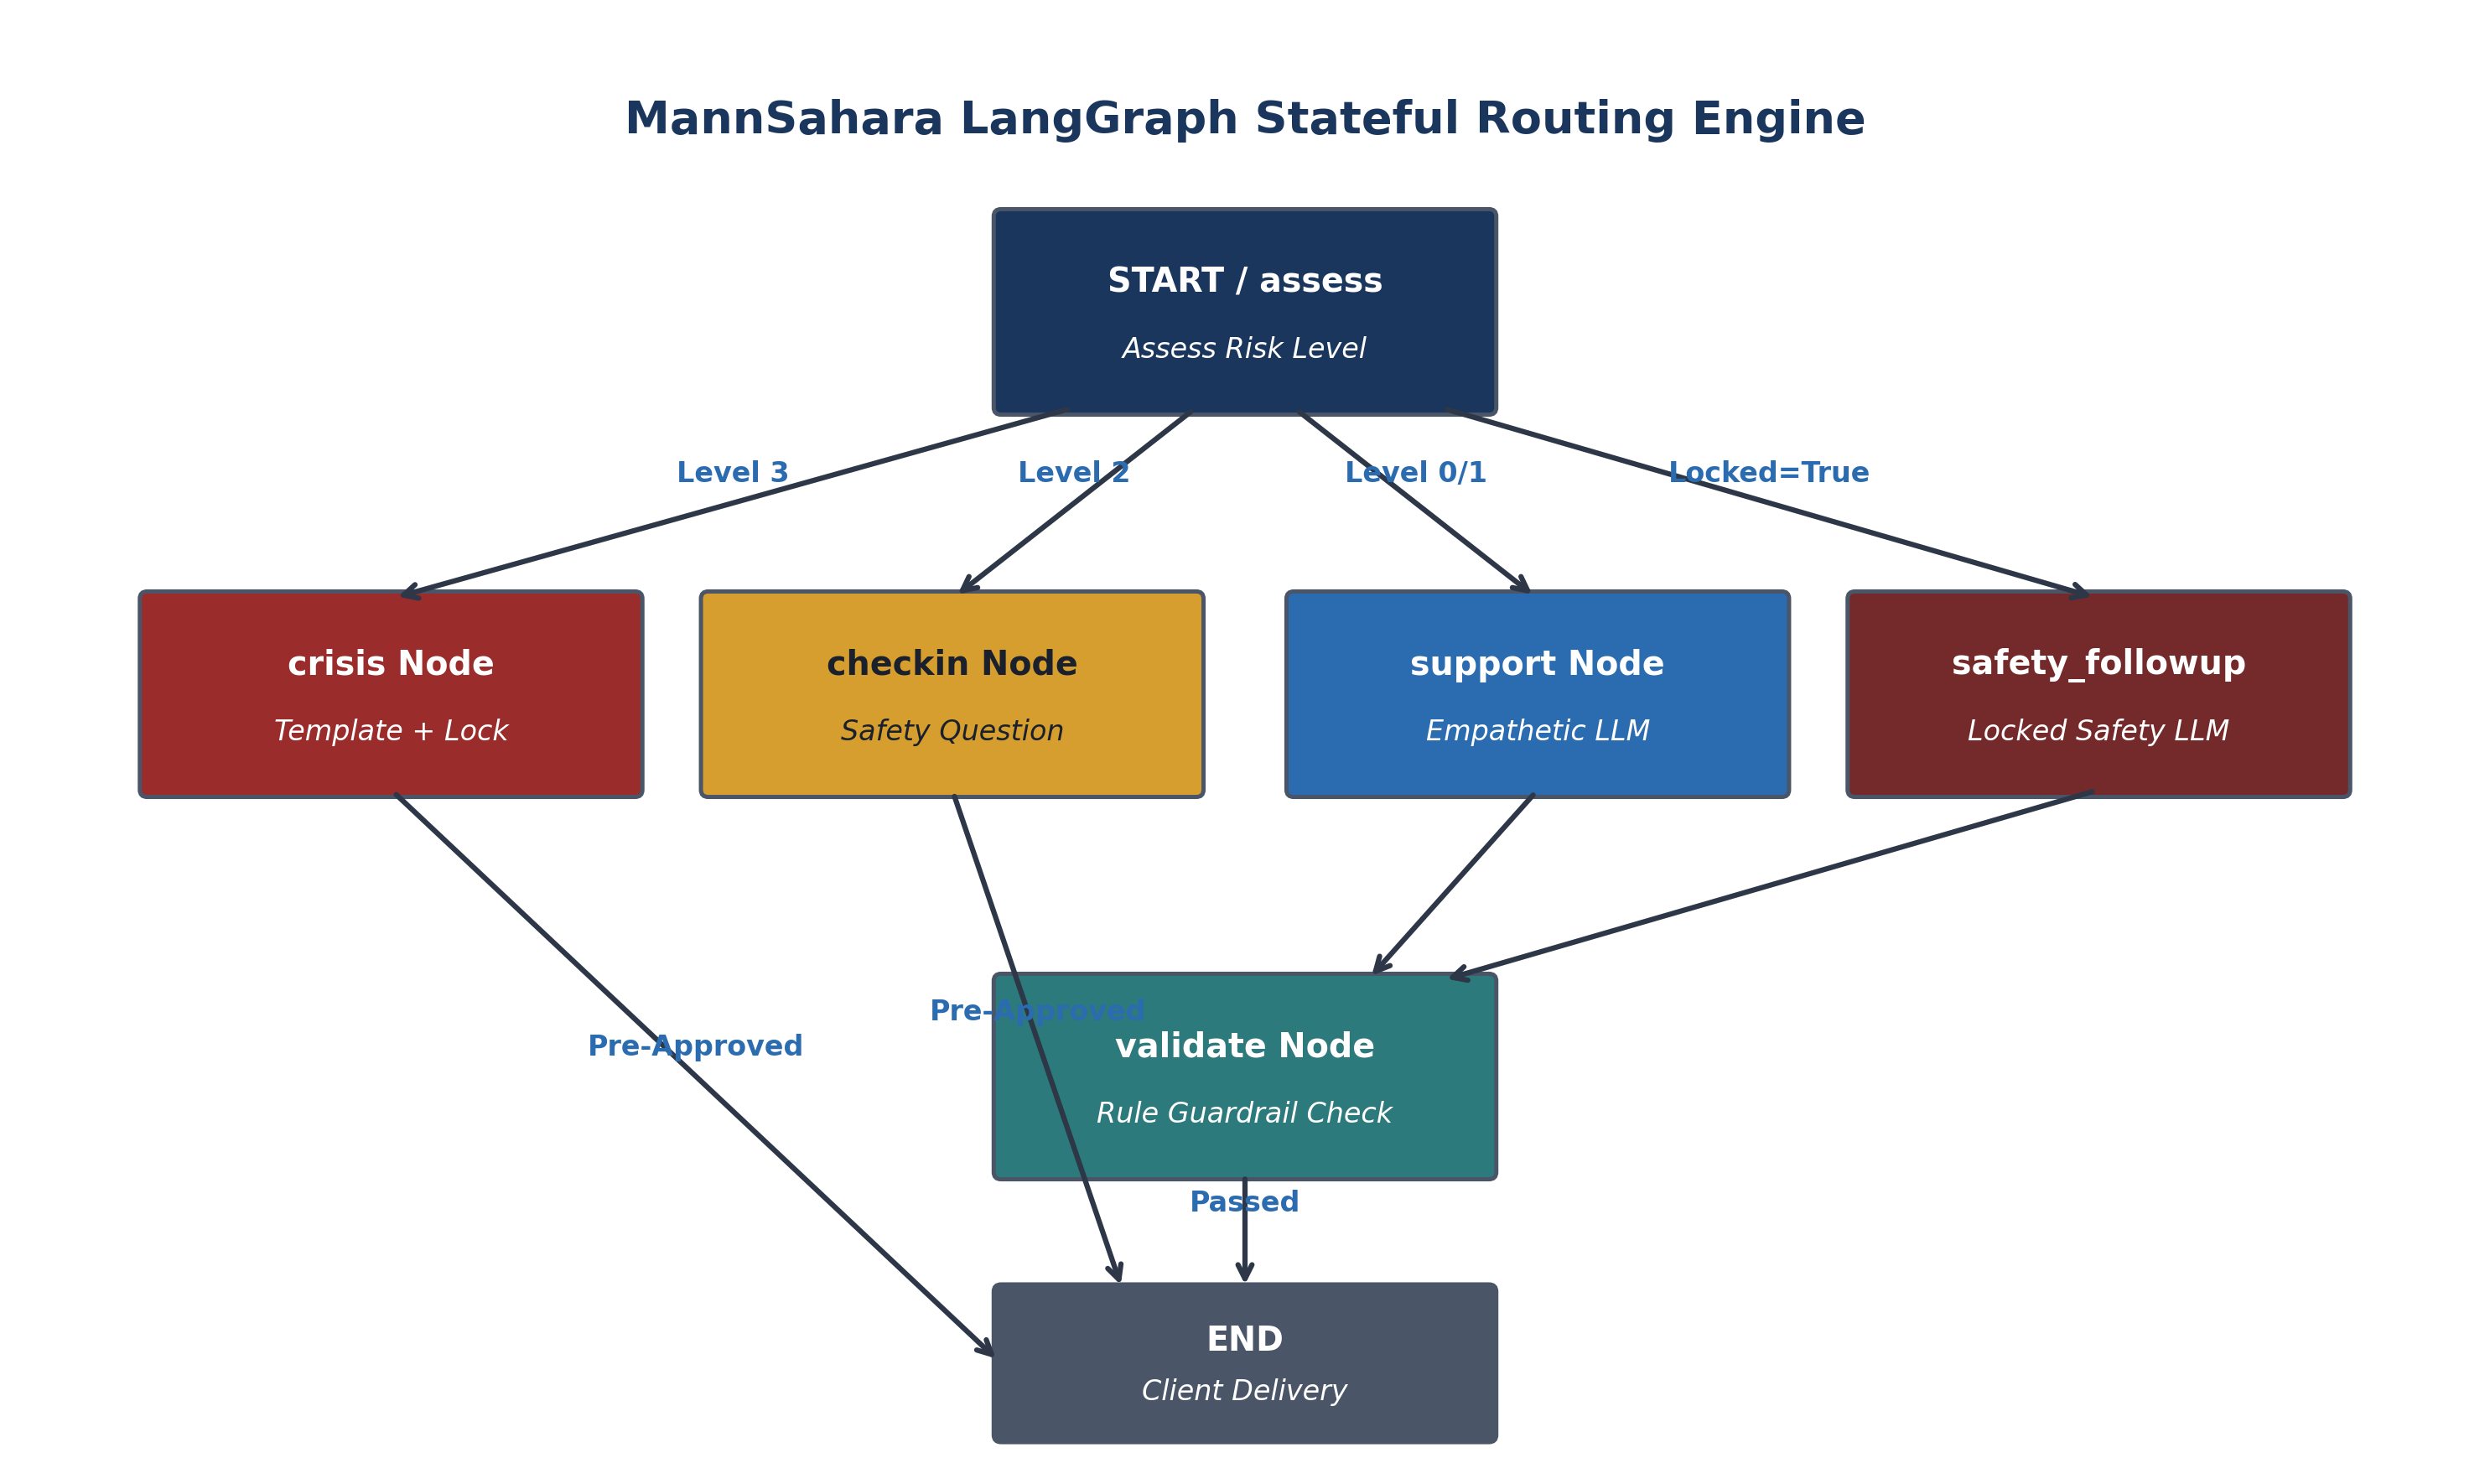 MannSahara LangGraph Stateful Routing Engine
START / assess
Assess Risk Level
Level 3
Level 2
Level 0/1
Locked=True
crisis Node
Template + Lock
checkin Node
Safety Question
support Node
Empathetic LLM
safety_followup
Locked Safety LLM
Pre-Approved
Pre-Approved
validate Node
Rule Guardrail Check
Passed
END
Client Delivery